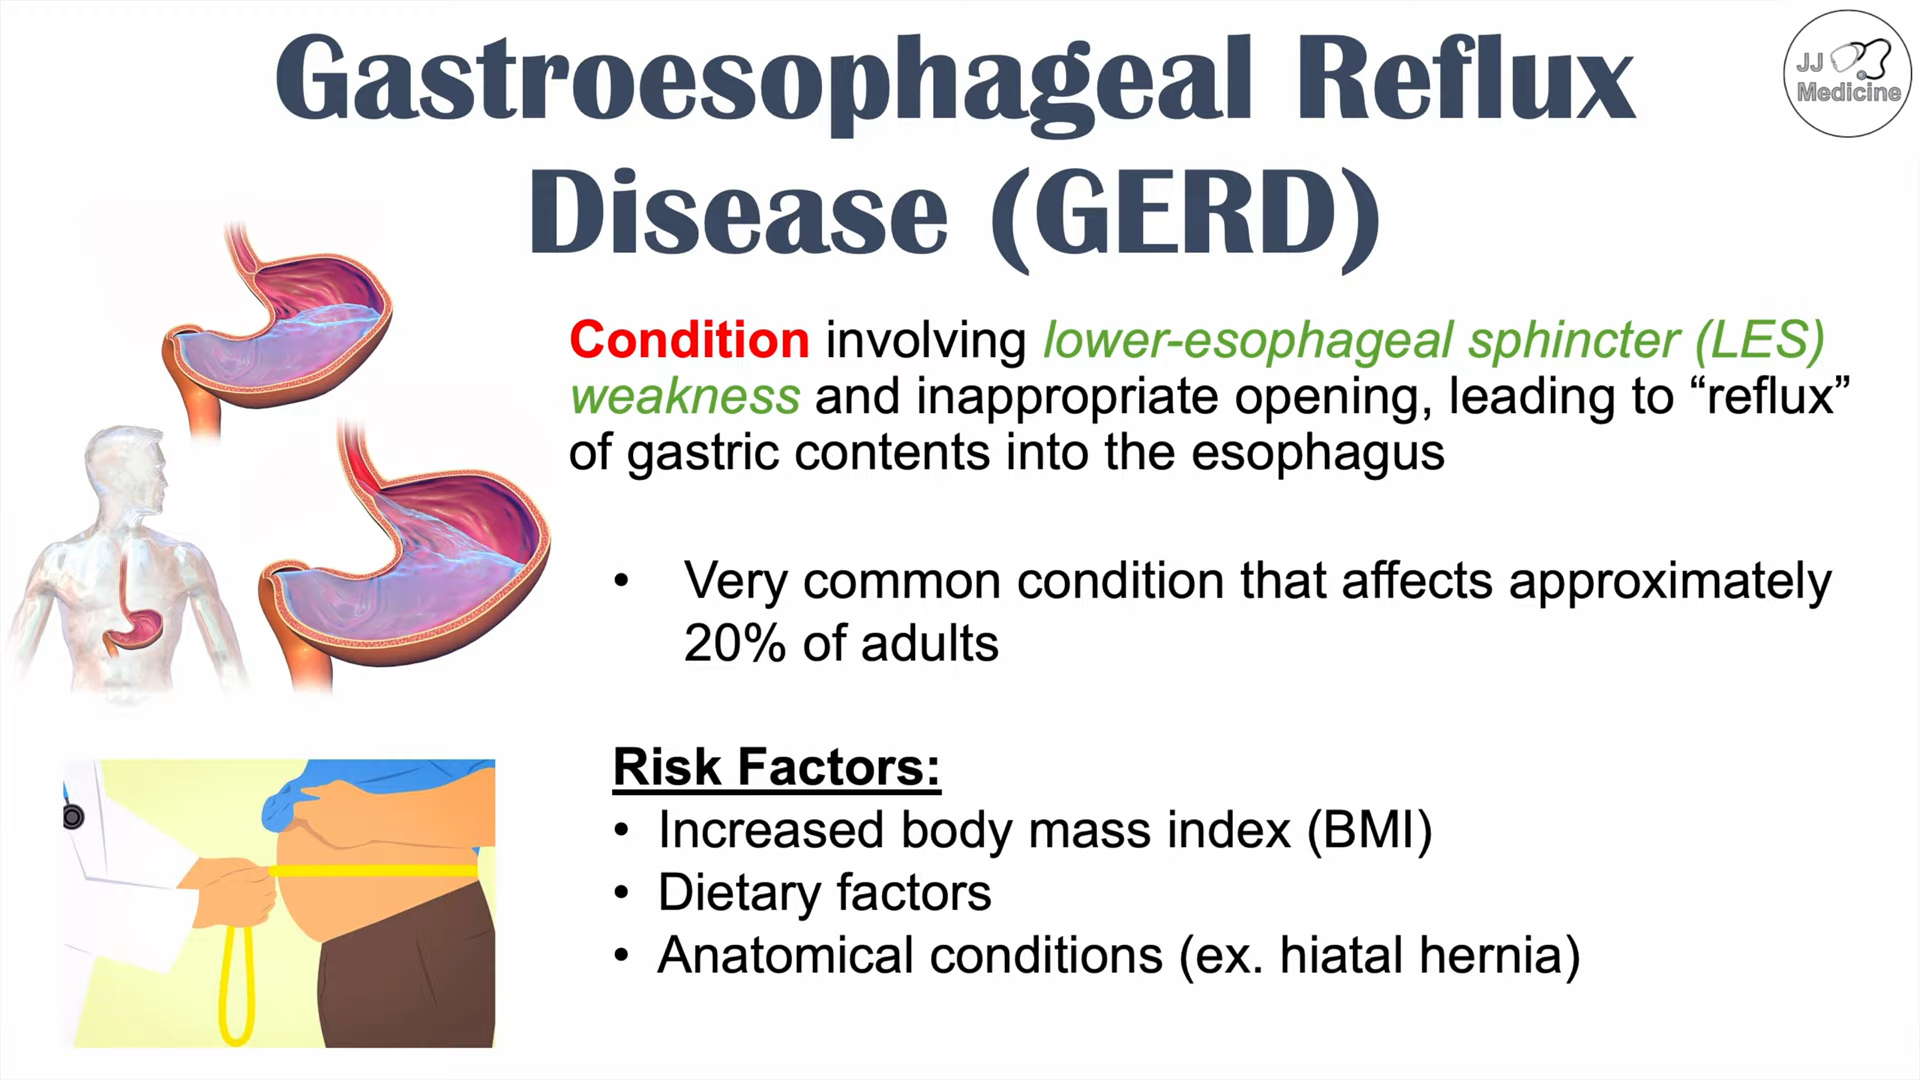 Gastroesophageal Reflux
Disease (GERD)
JJ
Medicine
Condition involving lower-esophageal sphincter (LES)
weakness and inappropriate opening, leading to “reflux”
of gastric contents into the esophagus
• Very common condition that affects approximately
20% of adults
Risk Factors:
• Increased body mass index (BMI)
• Dietary factors
• Anatomical conditions (ex. hiatal hernia)